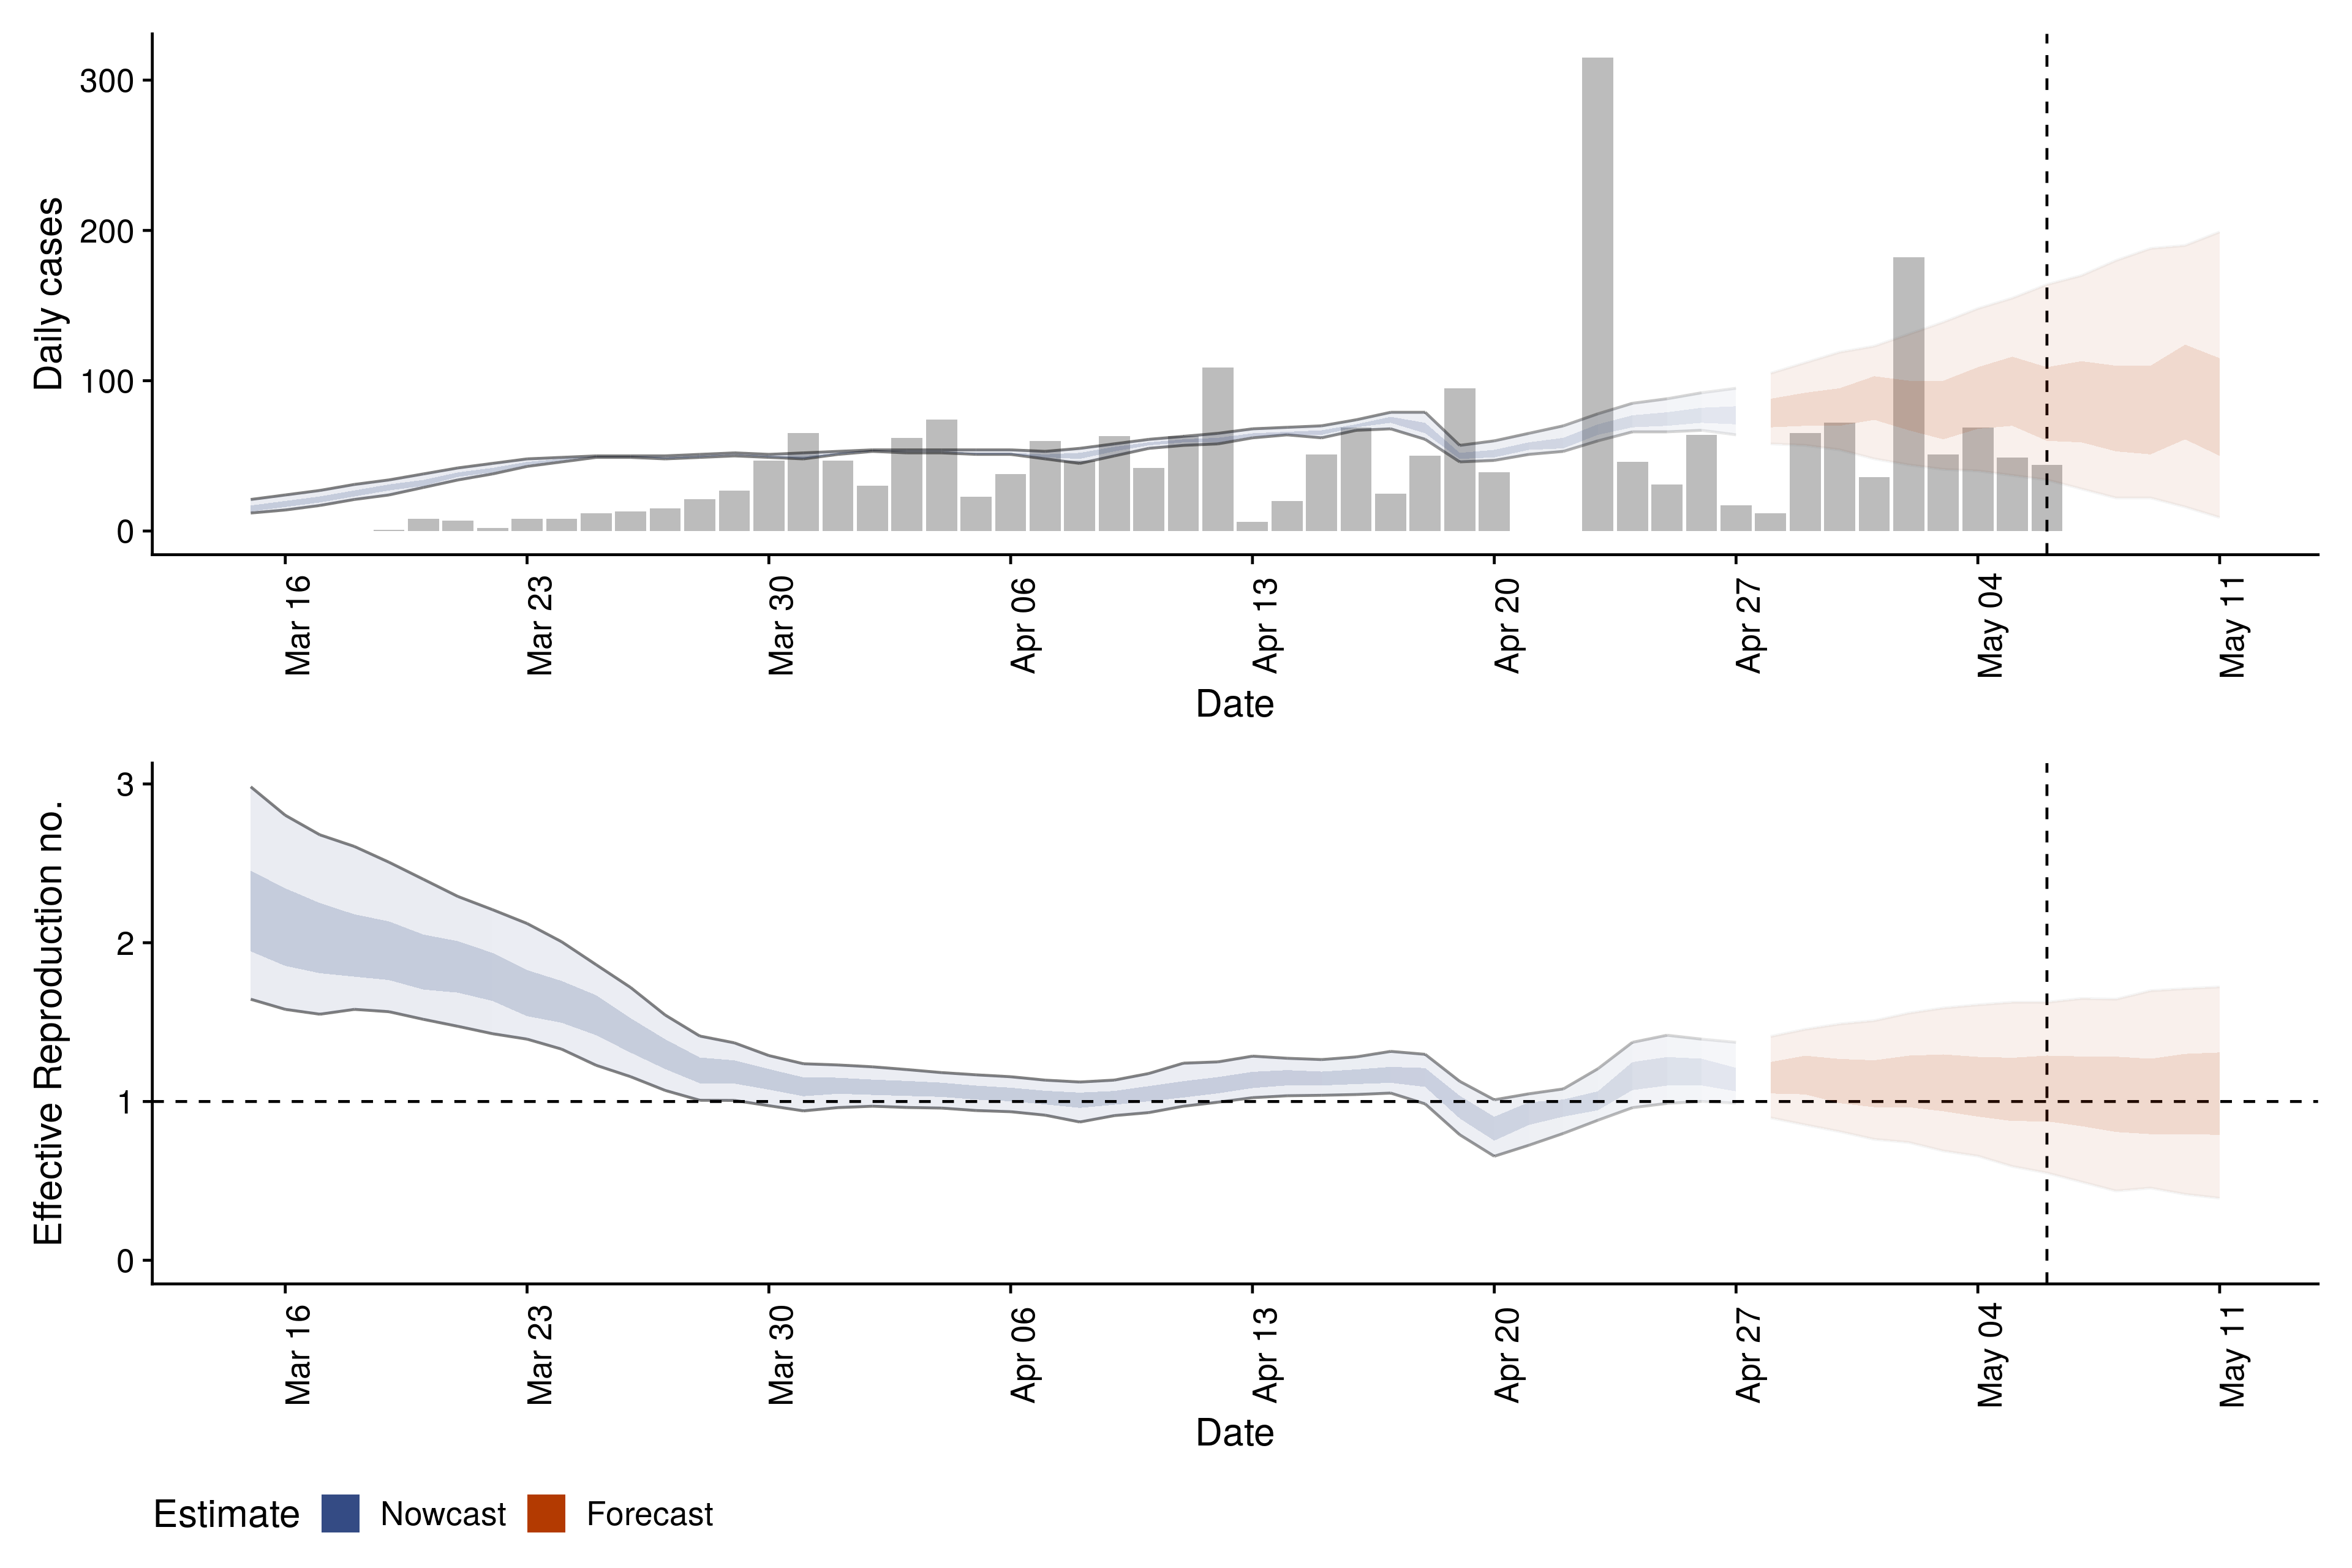 Daily cases
300
200
100
0
Mar 16
Mar 23
Mar 30
Apr 06
Apr 13
Apr 20
Apr 27
May 04
May 11
Date
Effective Reproduction no.
3
2
1
0
Mar 16
Mar 23
Mar 30
Apr 06
Apr 13
Apr 20
Apr 27
May 04
May 11
Date
Estimate Nowcast Forecast